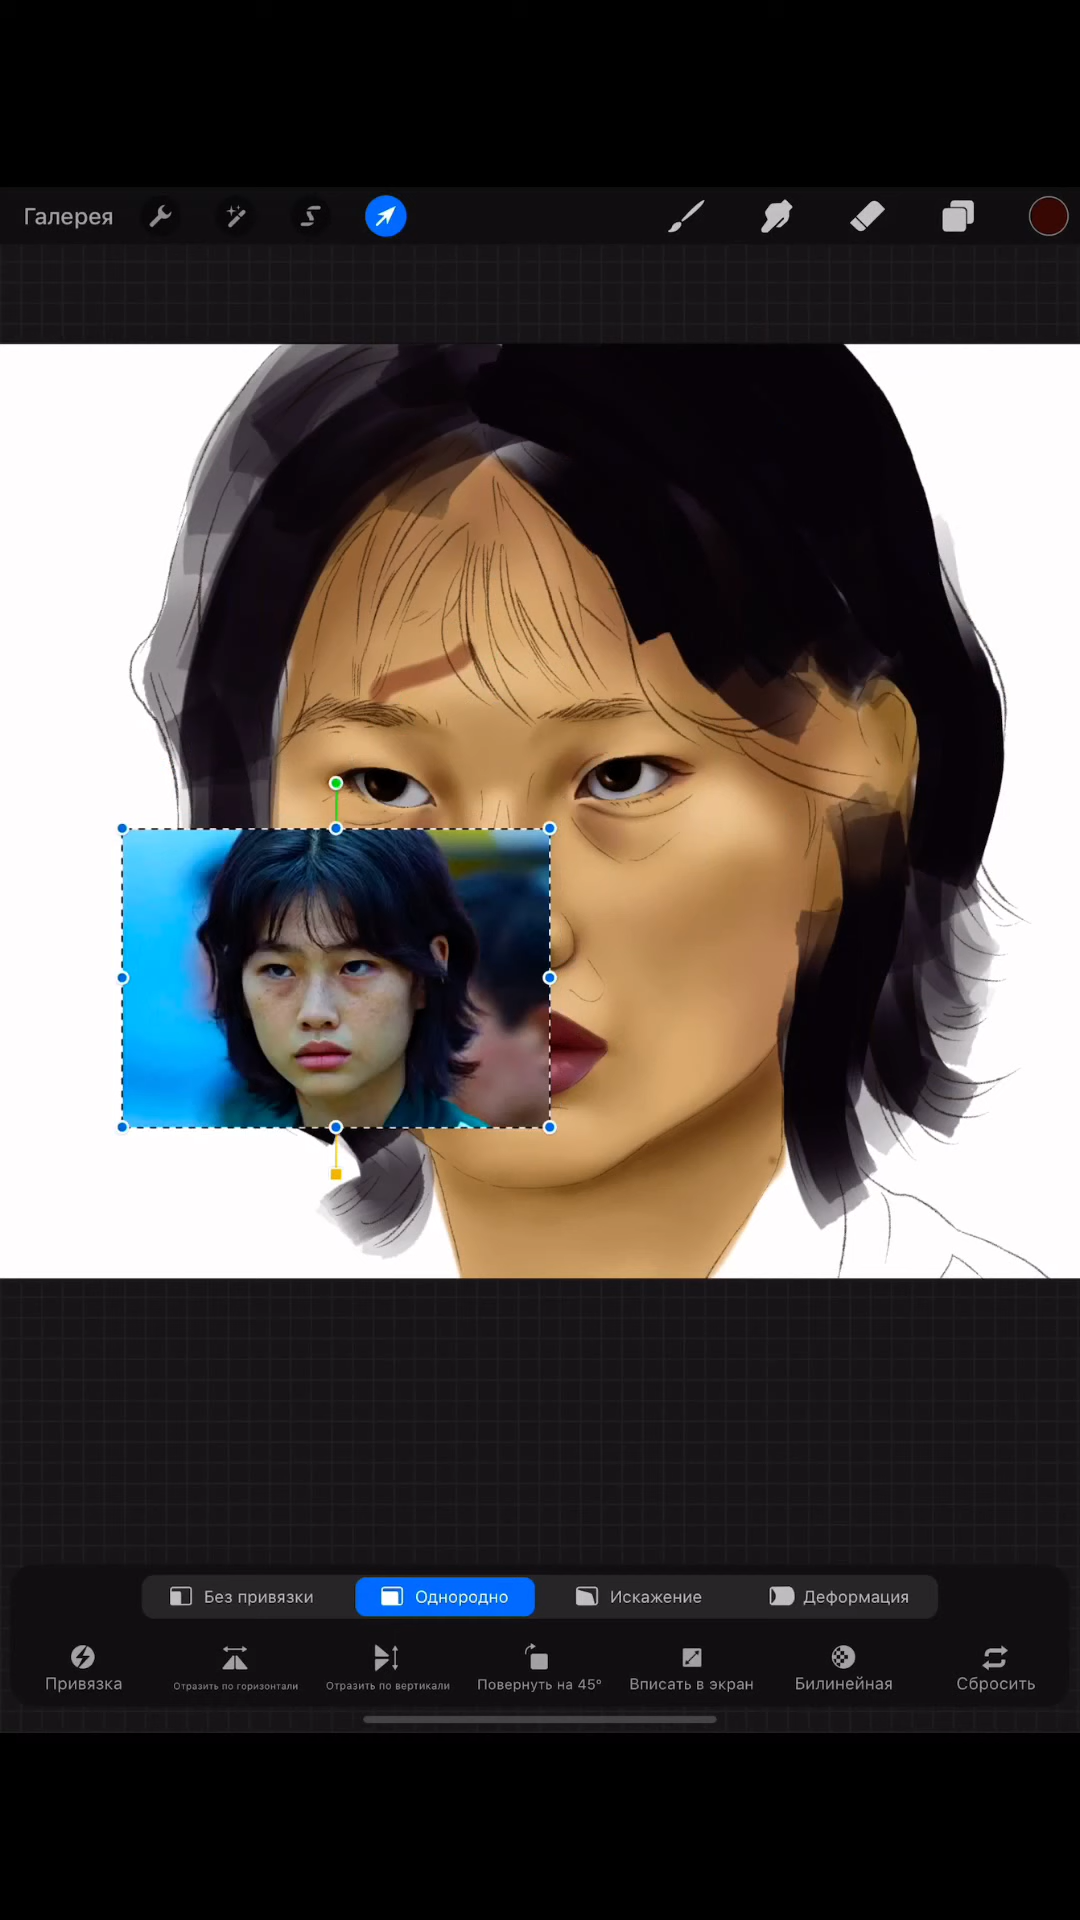 Галерея
Без привязки
Однородно
Искажение
Деформация
Привязка
Отразить по горизонтали
Отразить по вертикали
Повернуть на 45°
Вписать в экран
Билинейная
Сбросить